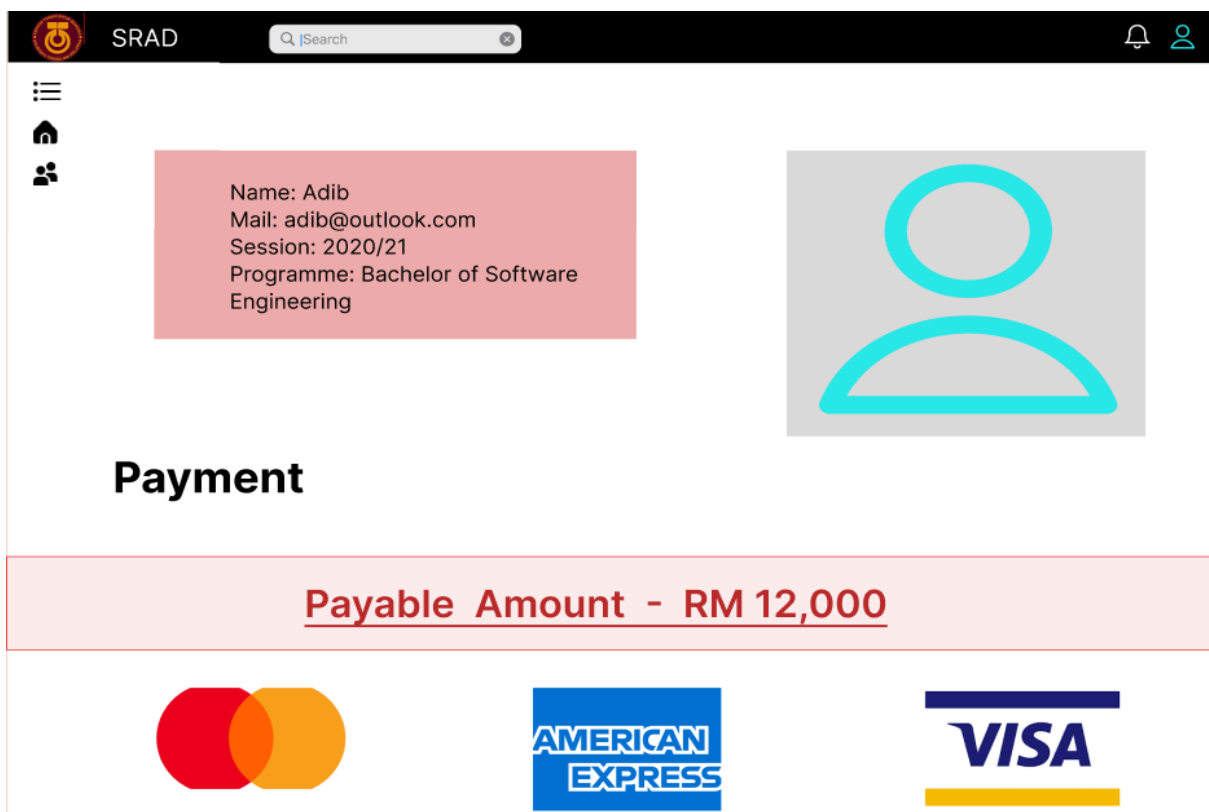 SRAD
Search
Name: Adib
Mail: adib@outlook.com
Session: 2020/21
Programme: Bachelor of Software
Engineering
Payment
Payable Amount - RM 12,000
AMERICAN
EXPRESS
VISA